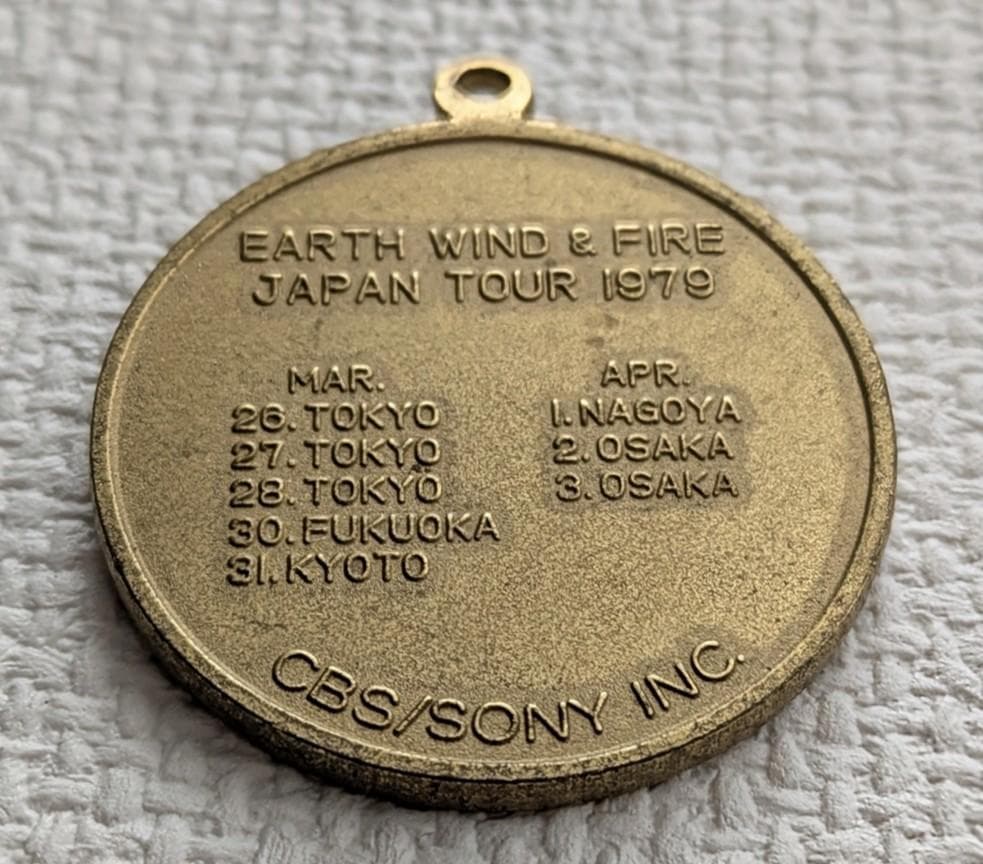 EARTH WIND & FIRE
JAPAN TOUR 1979
MAR.
26. TOKYO
27. TOKYO
28. TOKYO
30. FUKUOKA
31. KYOTO
APR.
1. NAGOYA
2. OSAKA
3. OSAKA
CBS/SONY INC.